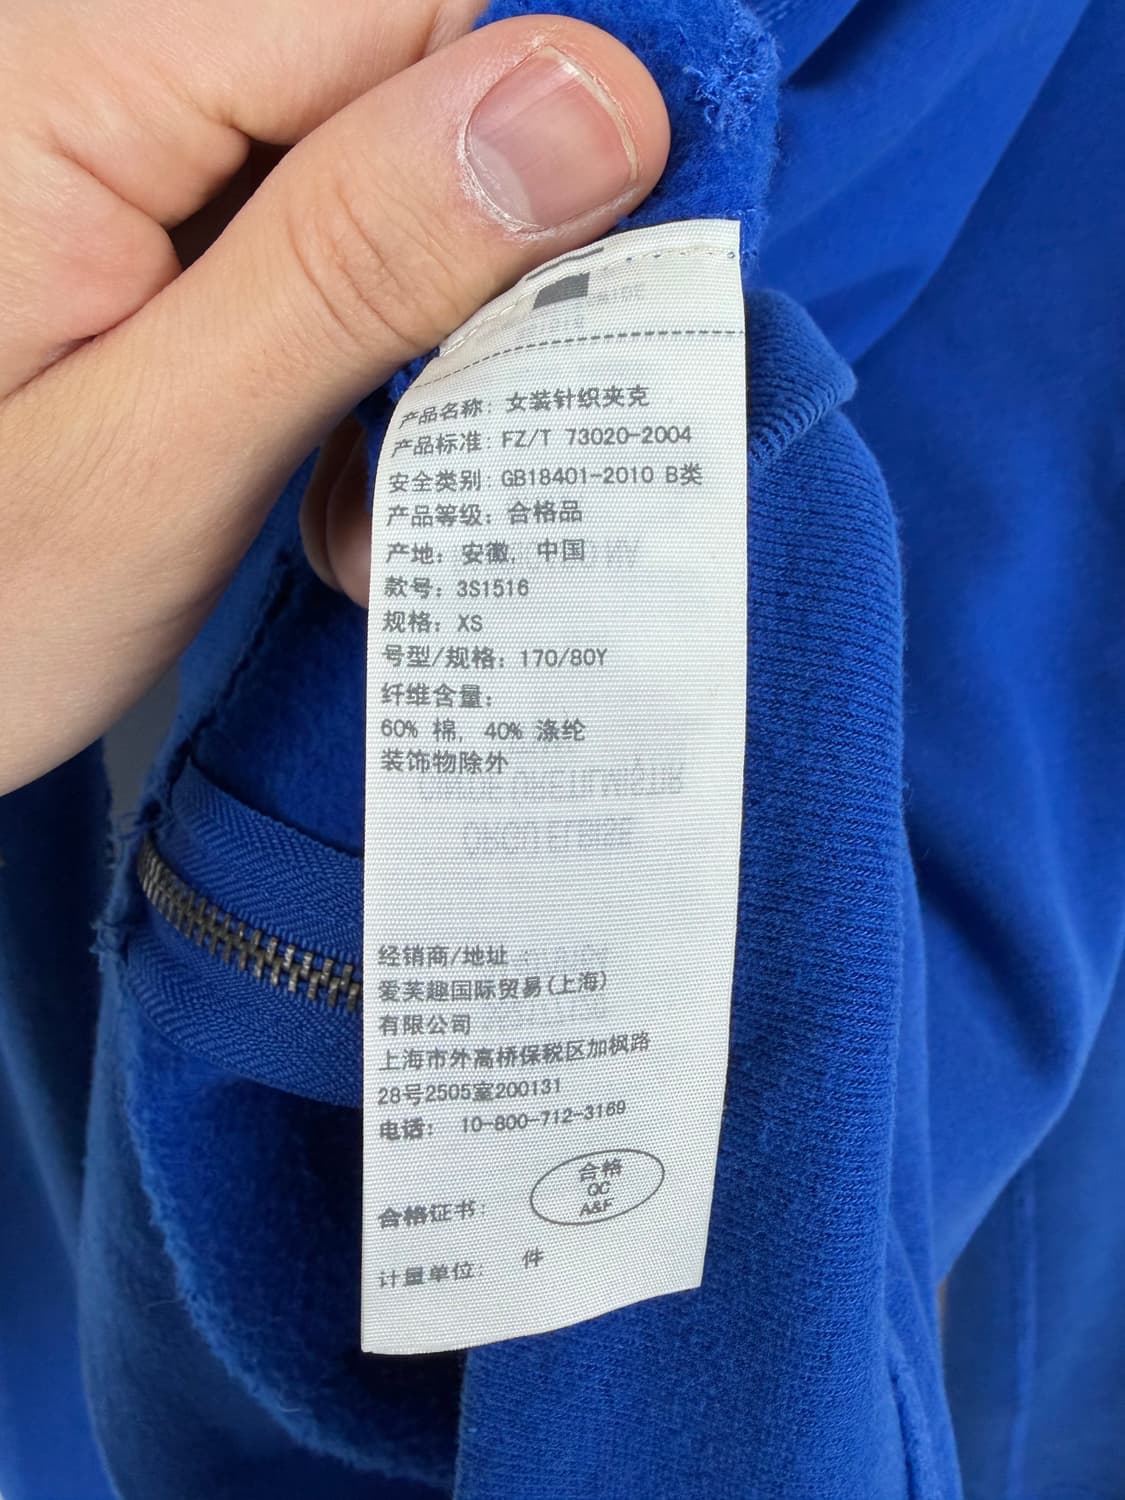 产品名称: 女装针织夹克
产品标准: FZ/T 73020-2004
安全类别: GB18401-2010 B类
产品等级: 合格品
产地: 安徽, 中国
款号: 3S1516
规格: XS
号型/规格: 170/80Y
纤维含量:
60% 棉, 40% 涤纶
装饰物除外
经销商/地址
爱芙趣国际贸易(上海)
有限公司
上海市外高桥保税区加枫路
28号2505室200131
电话: 10-800-712-3169
合格
QC
A&F
合格证书:
计量单位: 件